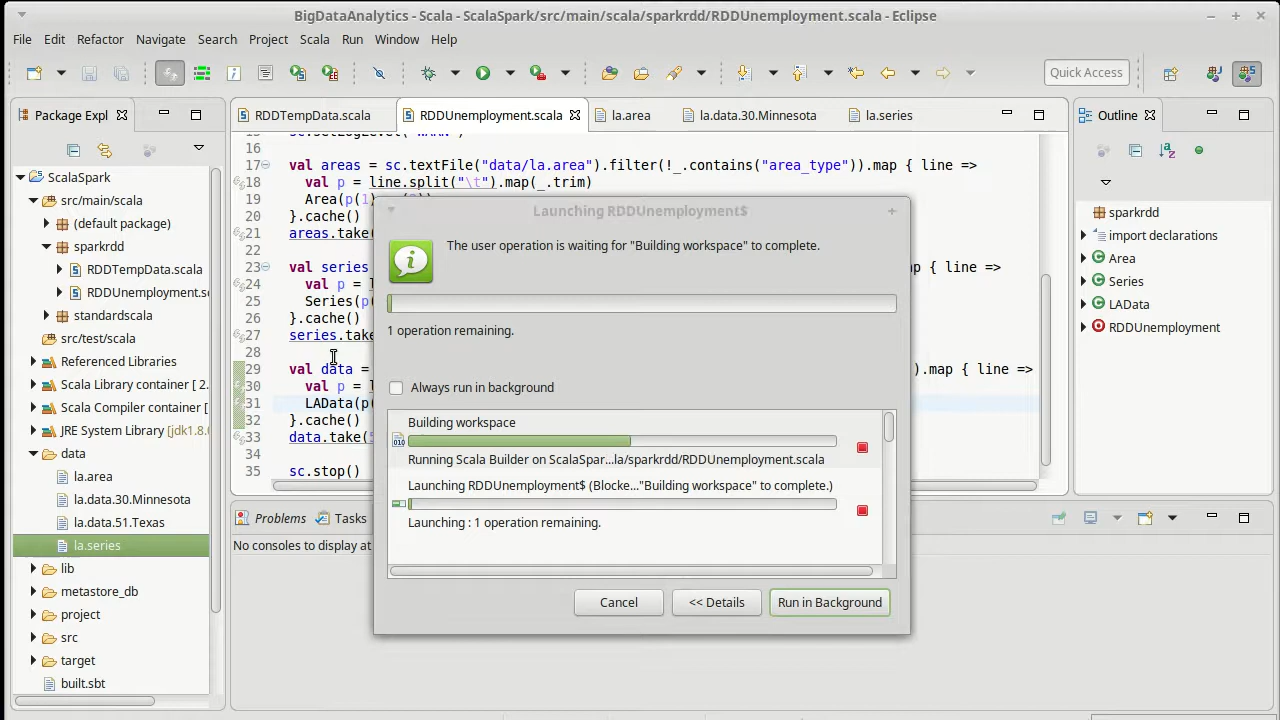 BigDataAnalytics - Scala - ScalaSpark/src/main/scala/sparkrdd/RDDUnemployment.scala - Eclipse
File Edit Refactor Navigate Search Project Scala Run Window Help
Quick Access
Package Expl
RDDTempData.scala
RDDUnemployment.scala
la.area
la.data.30.Minnesota
la.series
Outline
ScalaSpark
src/main/scala
(default package)
sparkrdd
RDDTempData.scala
RDDUnemployment.sc
standardscala
src/test/scala
Referenced Libraries
Scala Library container [ 2.
Scala Compiler container [
JRE System Library [jdk1.8.
data
la.area
la.data.30.Minnesota
la.data.51.Texas
la.series
lib
metastore_db
project
src
target
built.sbt
15 sc.setLogLevel("WARN")
16
17 val areas = sc.textFile("data/la.area").filter(!_.contains("area_type")).map { line =>
18 val p = line.split("\t").map(_.trim)
19 Area(p(1)
20 }.cache()
21 areas.take(
22
23 val series { line =>
24 val p = l
25 Series(p(
26 }.cache()
27 series.take
28
29 val data = ).map { line =>
30 val p = l
31 LAData(p(
32 }.cache()
33 data.take(5
34
35 sc.stop()
sparkrdd
import declarations
Area
Series
LAData
RDDUnemployment
Problems
Tasks
No consoles to display at
Launching RDDUnemployment$
The user operation is waiting for "Building workspace" to complete.
1 operation remaining.
Always run in background
Building workspace
Running Scala Builder on ScalaSpar...la/sparkrdd/RDDUnemployment.scala
Launching RDDUnemployment$ (Blocke..."Building workspace" to complete.)
Launching : 1 operation remaining.
Cancel
<< Details
Run in Background